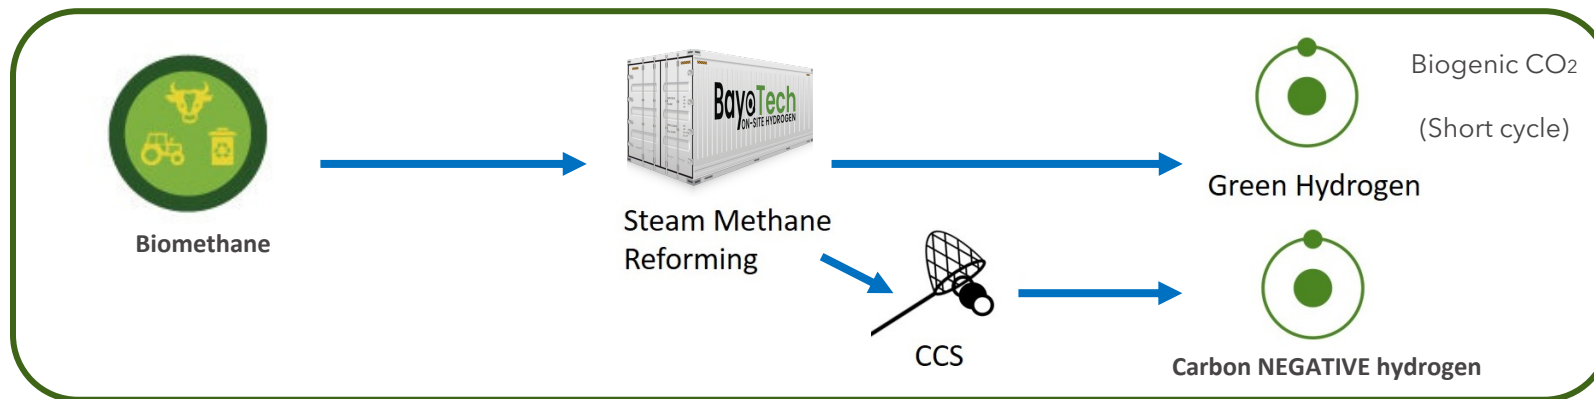 Biomethane
BayoTech
ON-SITE HYDROGEN
Steam Methane
Reforming
CCS
Biogenic CO₂
(Short cycle)
Green Hydrogen
Carbon NEGATIVE hydrogen